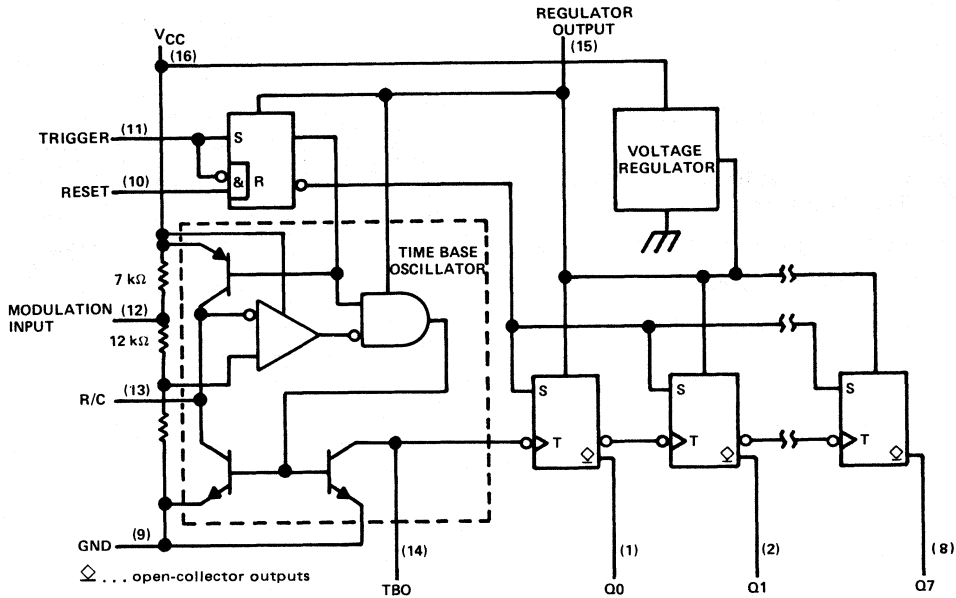 REGULATOR
OUTPUT
(15)
VCC
(16)
TRIGGER
(11)
S
VOLTAGE
REGULATOR
RESET
(10)
&
R
TIME BASE
OSCILLATOR
7 kΩ
MODULATION
INPUT
(12)
12 kΩ
R/C
(13)
S
T
S
T
S
T
GND
(9)
(14)
(1)
(2)
(8)
... open-collector outputs
TBO
Q0
Q1
Q7